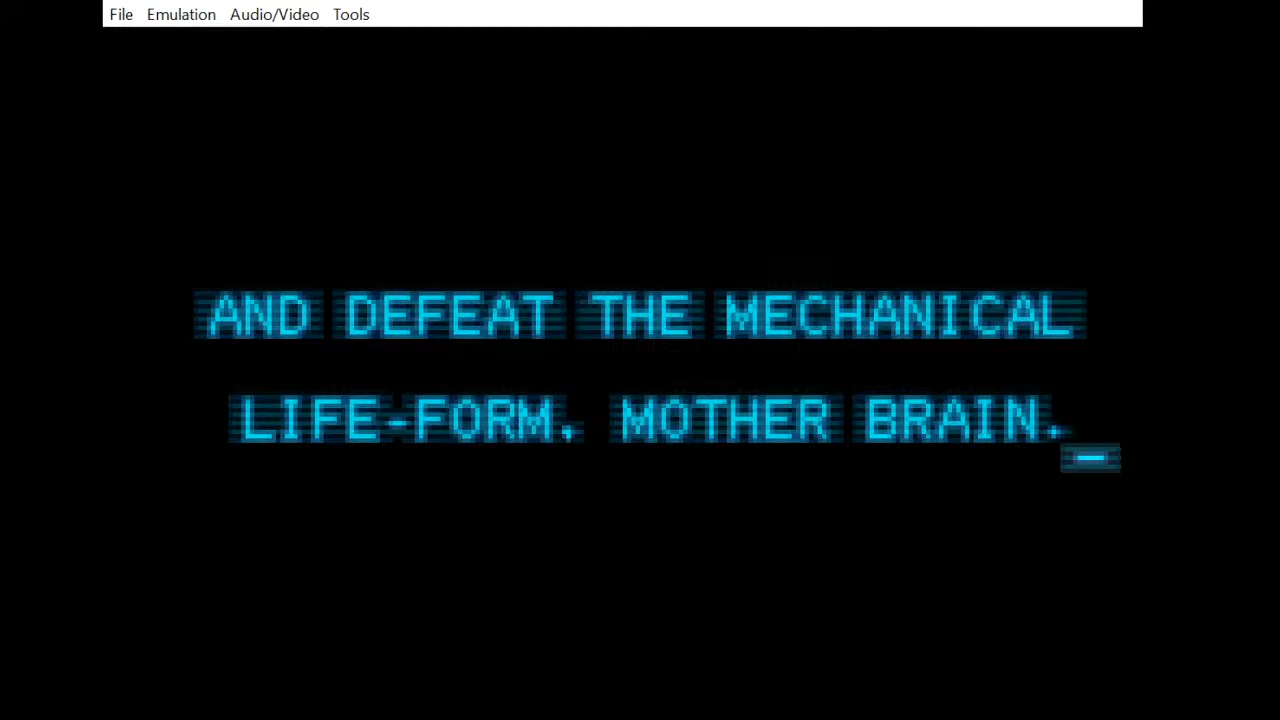 File Emulation Audio/Video Tools
AND DEFEAT THE MECHANICAL
LIFE-FORM, MOTHER BRAIN._